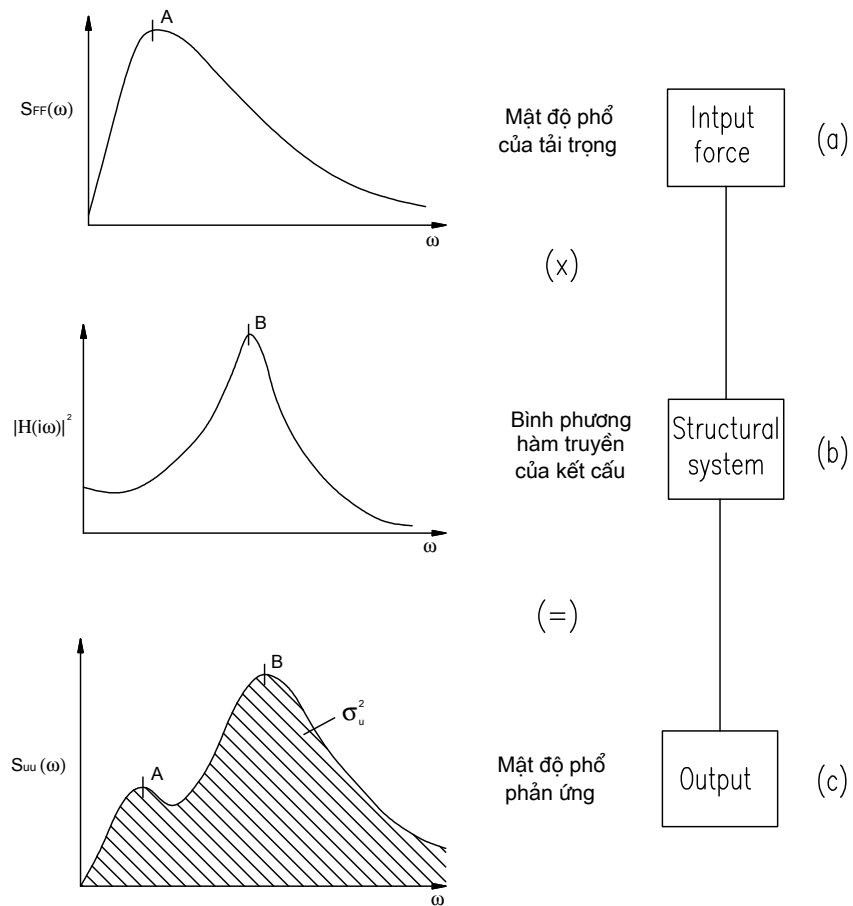 A
SFF(ω)
ω
Mật độ phổ
của tải trọng
Intput
force
(a)
(x)
B
|H(iω)|²
ω
Bình phương
hàm truyền
của kết cấu
Structural
system
(b)
(=)
B
σu²
A
Suu(ω)
ω
Mật độ phổ
phản ứng
Output
(c)